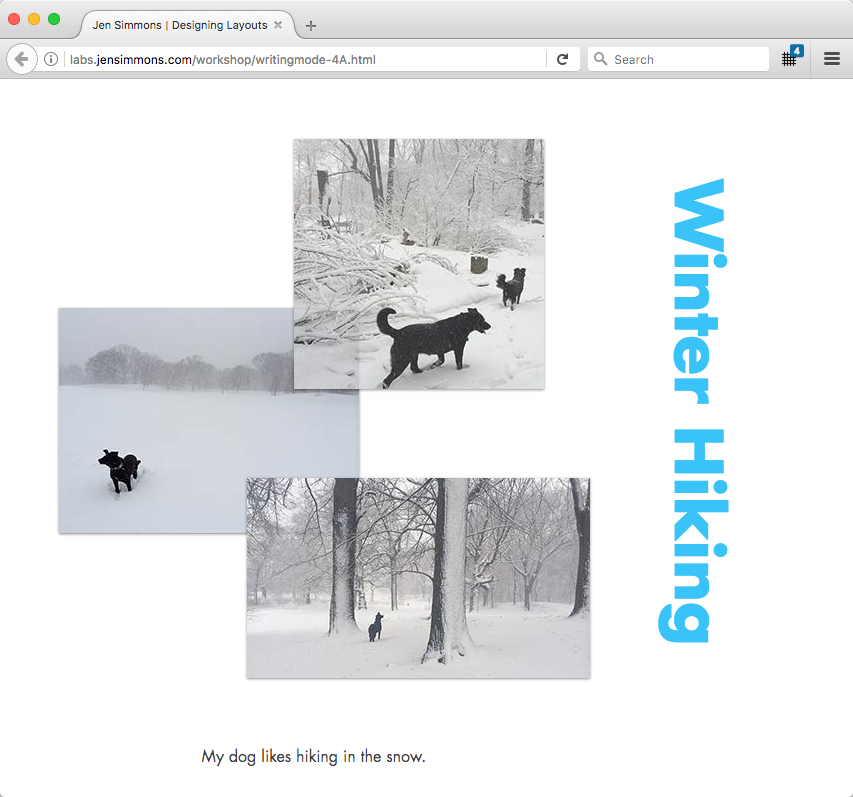 Jen Simmons | Designing Layouts
labs.jensimmons.com/workshop/writingmode-4A.html
Search
4
Winter Hiking
My dog likes hiking in the snow.